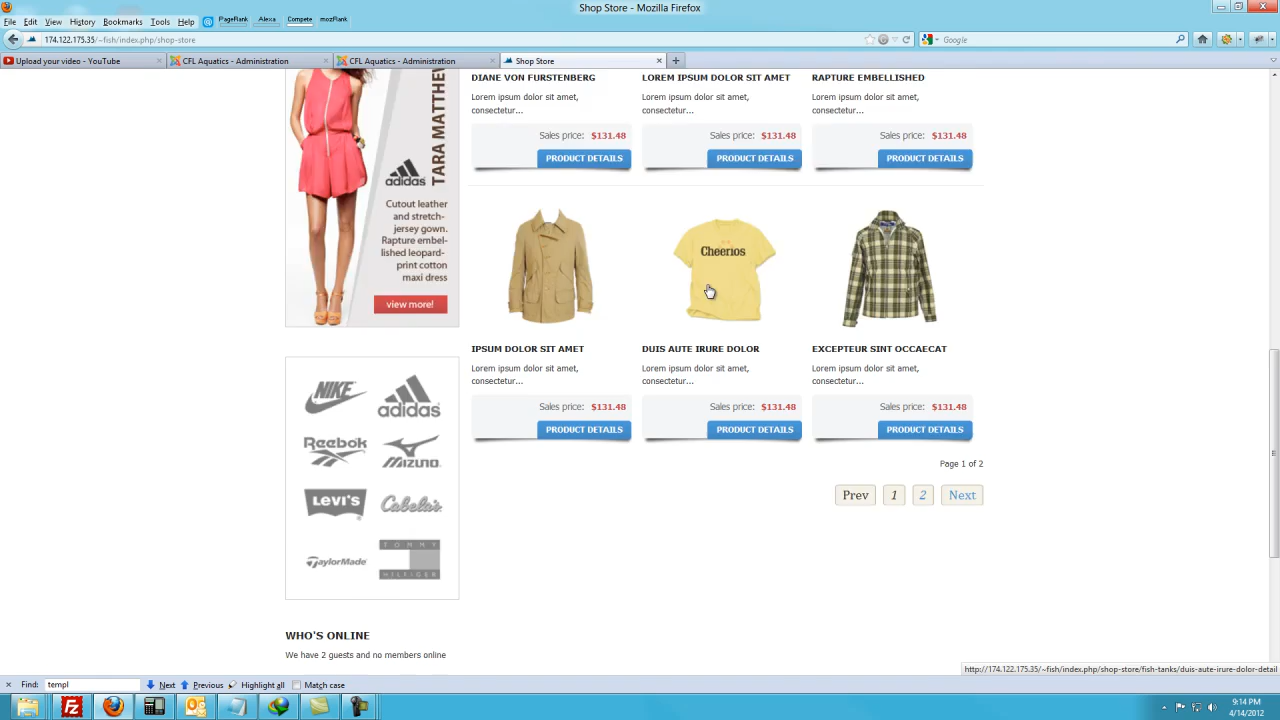 Shop Store - Mozilla Firefox
File Edit View History Bookmarks Tools Help PageRank Alexa Compete mozRank
174.122.175.35/~fish/index.php/shop-store
Google
Upload your video - YouTube
CFL Aquatics - Administration
CFL Aquatics - Administration
Shop Store
TARA MATTHEW
adidas
Cutout leather
and stretch-
jersey gown.
Rapture embel-
lished leopard-
print cotton
maxi dress
view more!
DIANE VON FURSTENBERG
Lorem ipsum dolor sit amet,
consectetur...
Sales price: $131.48
PRODUCT DETAILS
LOREM IPSUM DOLOR SIT AMET
Lorem ipsum dolor sit amet,
consectetur...
Sales price: $131.48
PRODUCT DETAILS
RAPTURE EMBELLISHED
Lorem ipsum dolor sit amet,
consectetur...
Sales price: $131.48
PRODUCT DETAILS
Cheerios
IPSUM DOLOR SIT AMET
Lorem ipsum dolor sit amet,
consectetur...
Sales price: $131.48
PRODUCT DETAILS
DUIS AUTE IRURE DOLOR
Lorem ipsum dolor sit amet,
consectetur...
Sales price: $131.48
PRODUCT DETAILS
EXCEPTEUR SINT OCCAECAT
Lorem ipsum dolor sit amet,
consectetur...
Sales price: $131.48
PRODUCT DETAILS
Page 1 of 2
Prev 1 2 Next
NIKE
adidas
Reebok
MIZUNO
LEVI'S
Cabela's
TaylorMade
TOMMY
HILFIGER
WHO'S ONLINE
We have 2 guests and no members online
http://174.122.175.35/~fish/index.php/shop-store/fish-tanks/duis-aute-irure-dolor-detail
Find: templ Next Previous Highlight all Match case
9:14 PM
4/14/2012